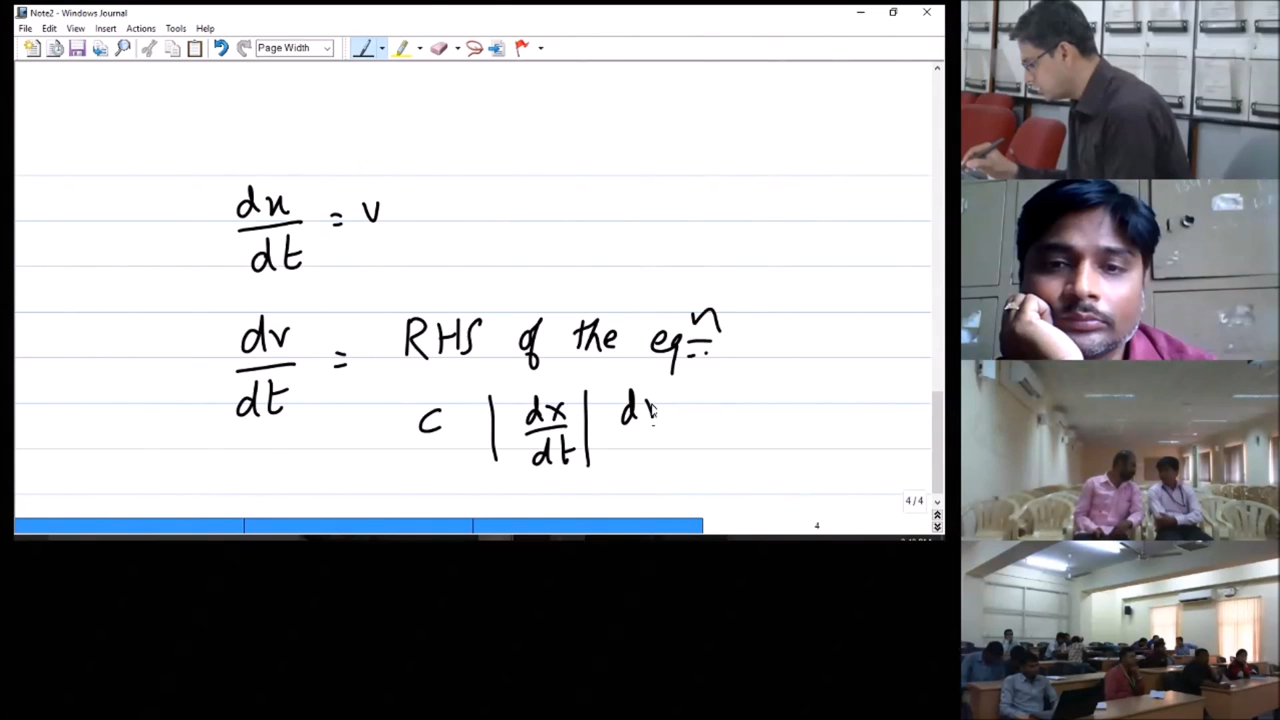 Note2 - Windows Journal
File Edit View Insert Actions Tools Help
Page Width
dx/dt = v
dv/dt = RHS of the eqn
c |dx/dt| dx
4/4
4